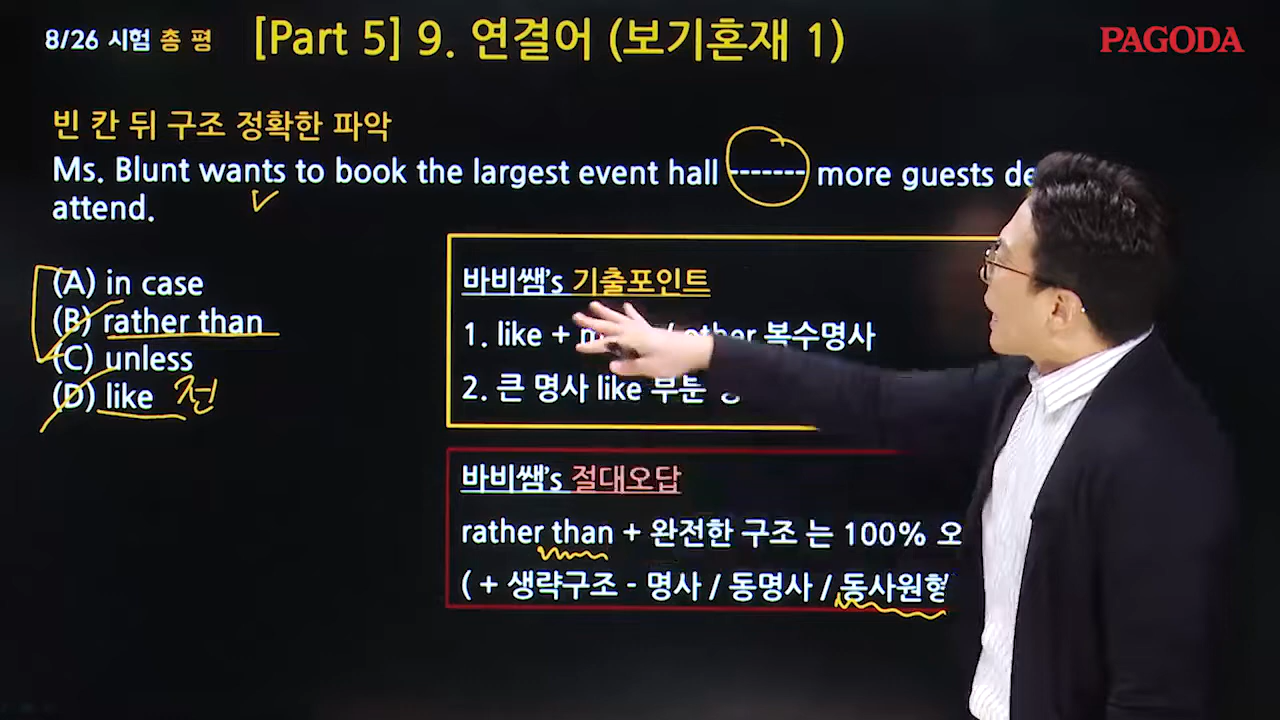 8/26 시험 총 평
[Part 5] 9. 연결어 (보기혼재 1)
PAGODA
빈 칸 뒤 구조 정확한 파악
Ms. Blunt wants to book the largest event hall ------- more guests de
attend.
(A) in case
(B) rather than
(C) unless
(D) like 전
바비쌤's 기출포인트
1. like + / other 복수명사
2. 큰 명사 like 부분
바비쌤's 절대오답
rather than + 완전한 구조 는 100% 오
( + 생략구조 - 명사 / 동명사 / 동사원형